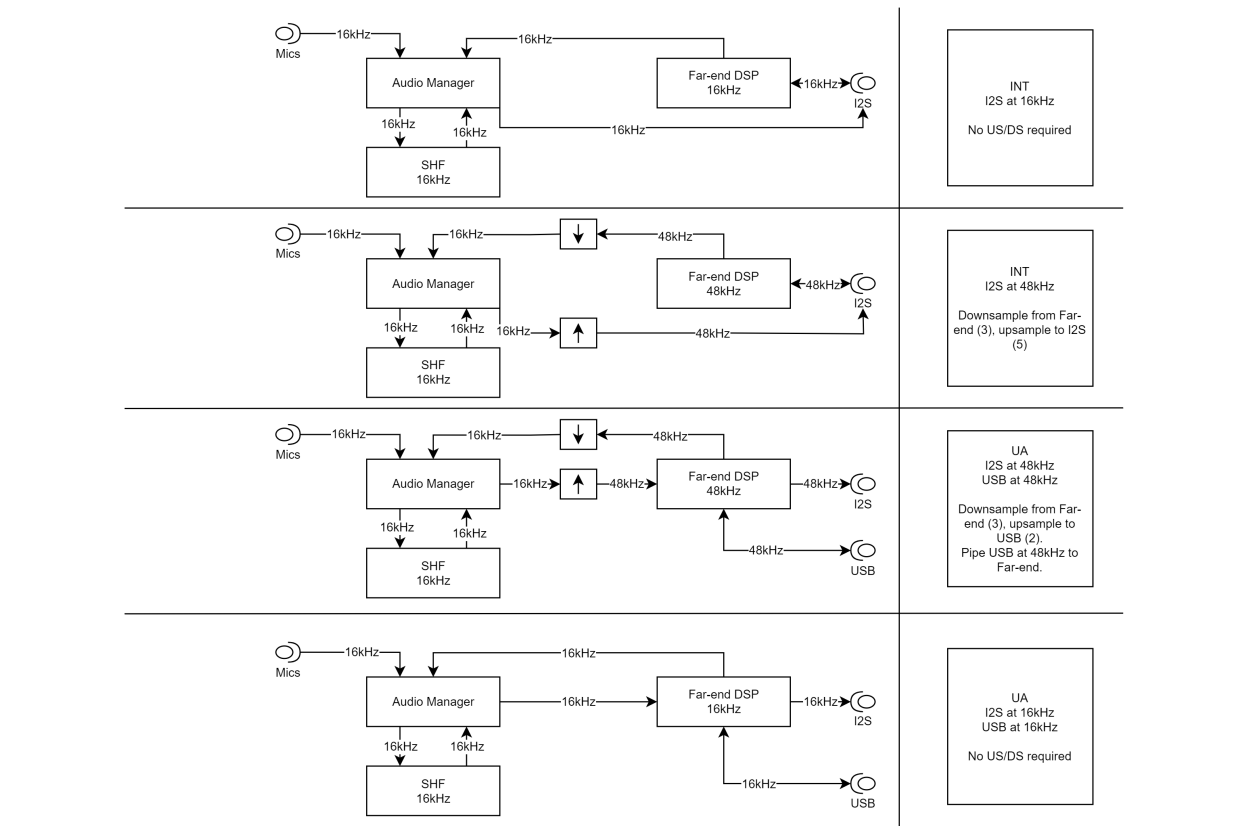 16kHz
Mics
Audio Manager
16kHz
16kHz
SHF
16kHz
16kHz
Far-end DSP
16kHz
16kHz
I2S
16kHz
INT
I2S at 16kHz
No US/DS required
16kHz
Mics
16kHz
48kHz
Audio Manager
Far-end DSP
48kHz
48kHz
I2S
16kHz
16kHz
16kHz
48kHz
SHF
16kHz
INT
I2S at 48kHz
Downsample from Far-
end (3), upsample to I2S
(5)
16kHz
Mics
16kHz
48kHz
Audio Manager
16kHz
48kHz
Far-end DSP
48kHz
48kHz
I2S
16kHz
16kHz
SHF
16kHz
48kHz
USB
UA
I2S at 48kHz
USB at 48kHz
Downsample from Far-
end (3), upsample to
USB (2).
Pipe USB at 48kHz to
Far-end.
16kHz
Mics
16kHz
Audio Manager
16kHz
Far-end DSP
16kHz
16kHz
I2S
16kHz
16kHz
SHF
16kHz
16kHz
USB
UA
I2S at 16kHz
USB at 16kHz
No US/DS required